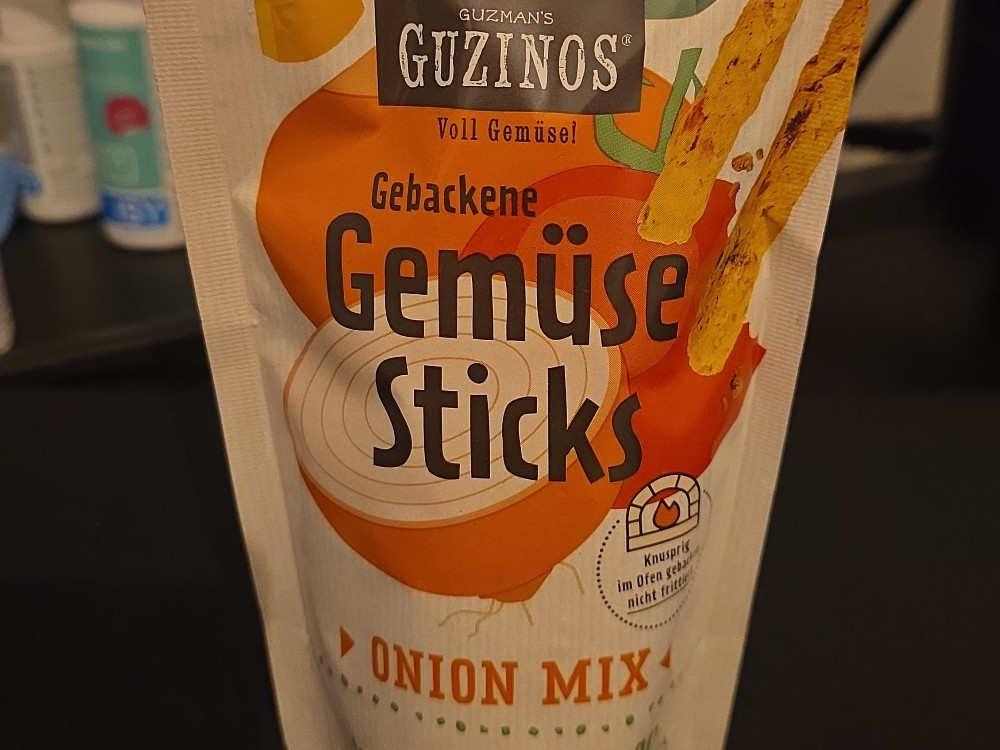 GUZMAN'S
GUZINOS®
Voll Gemüse!
Gebackene
Gemüse
Sticks
Knusprig
im Ofen
nicht
ONION MIX